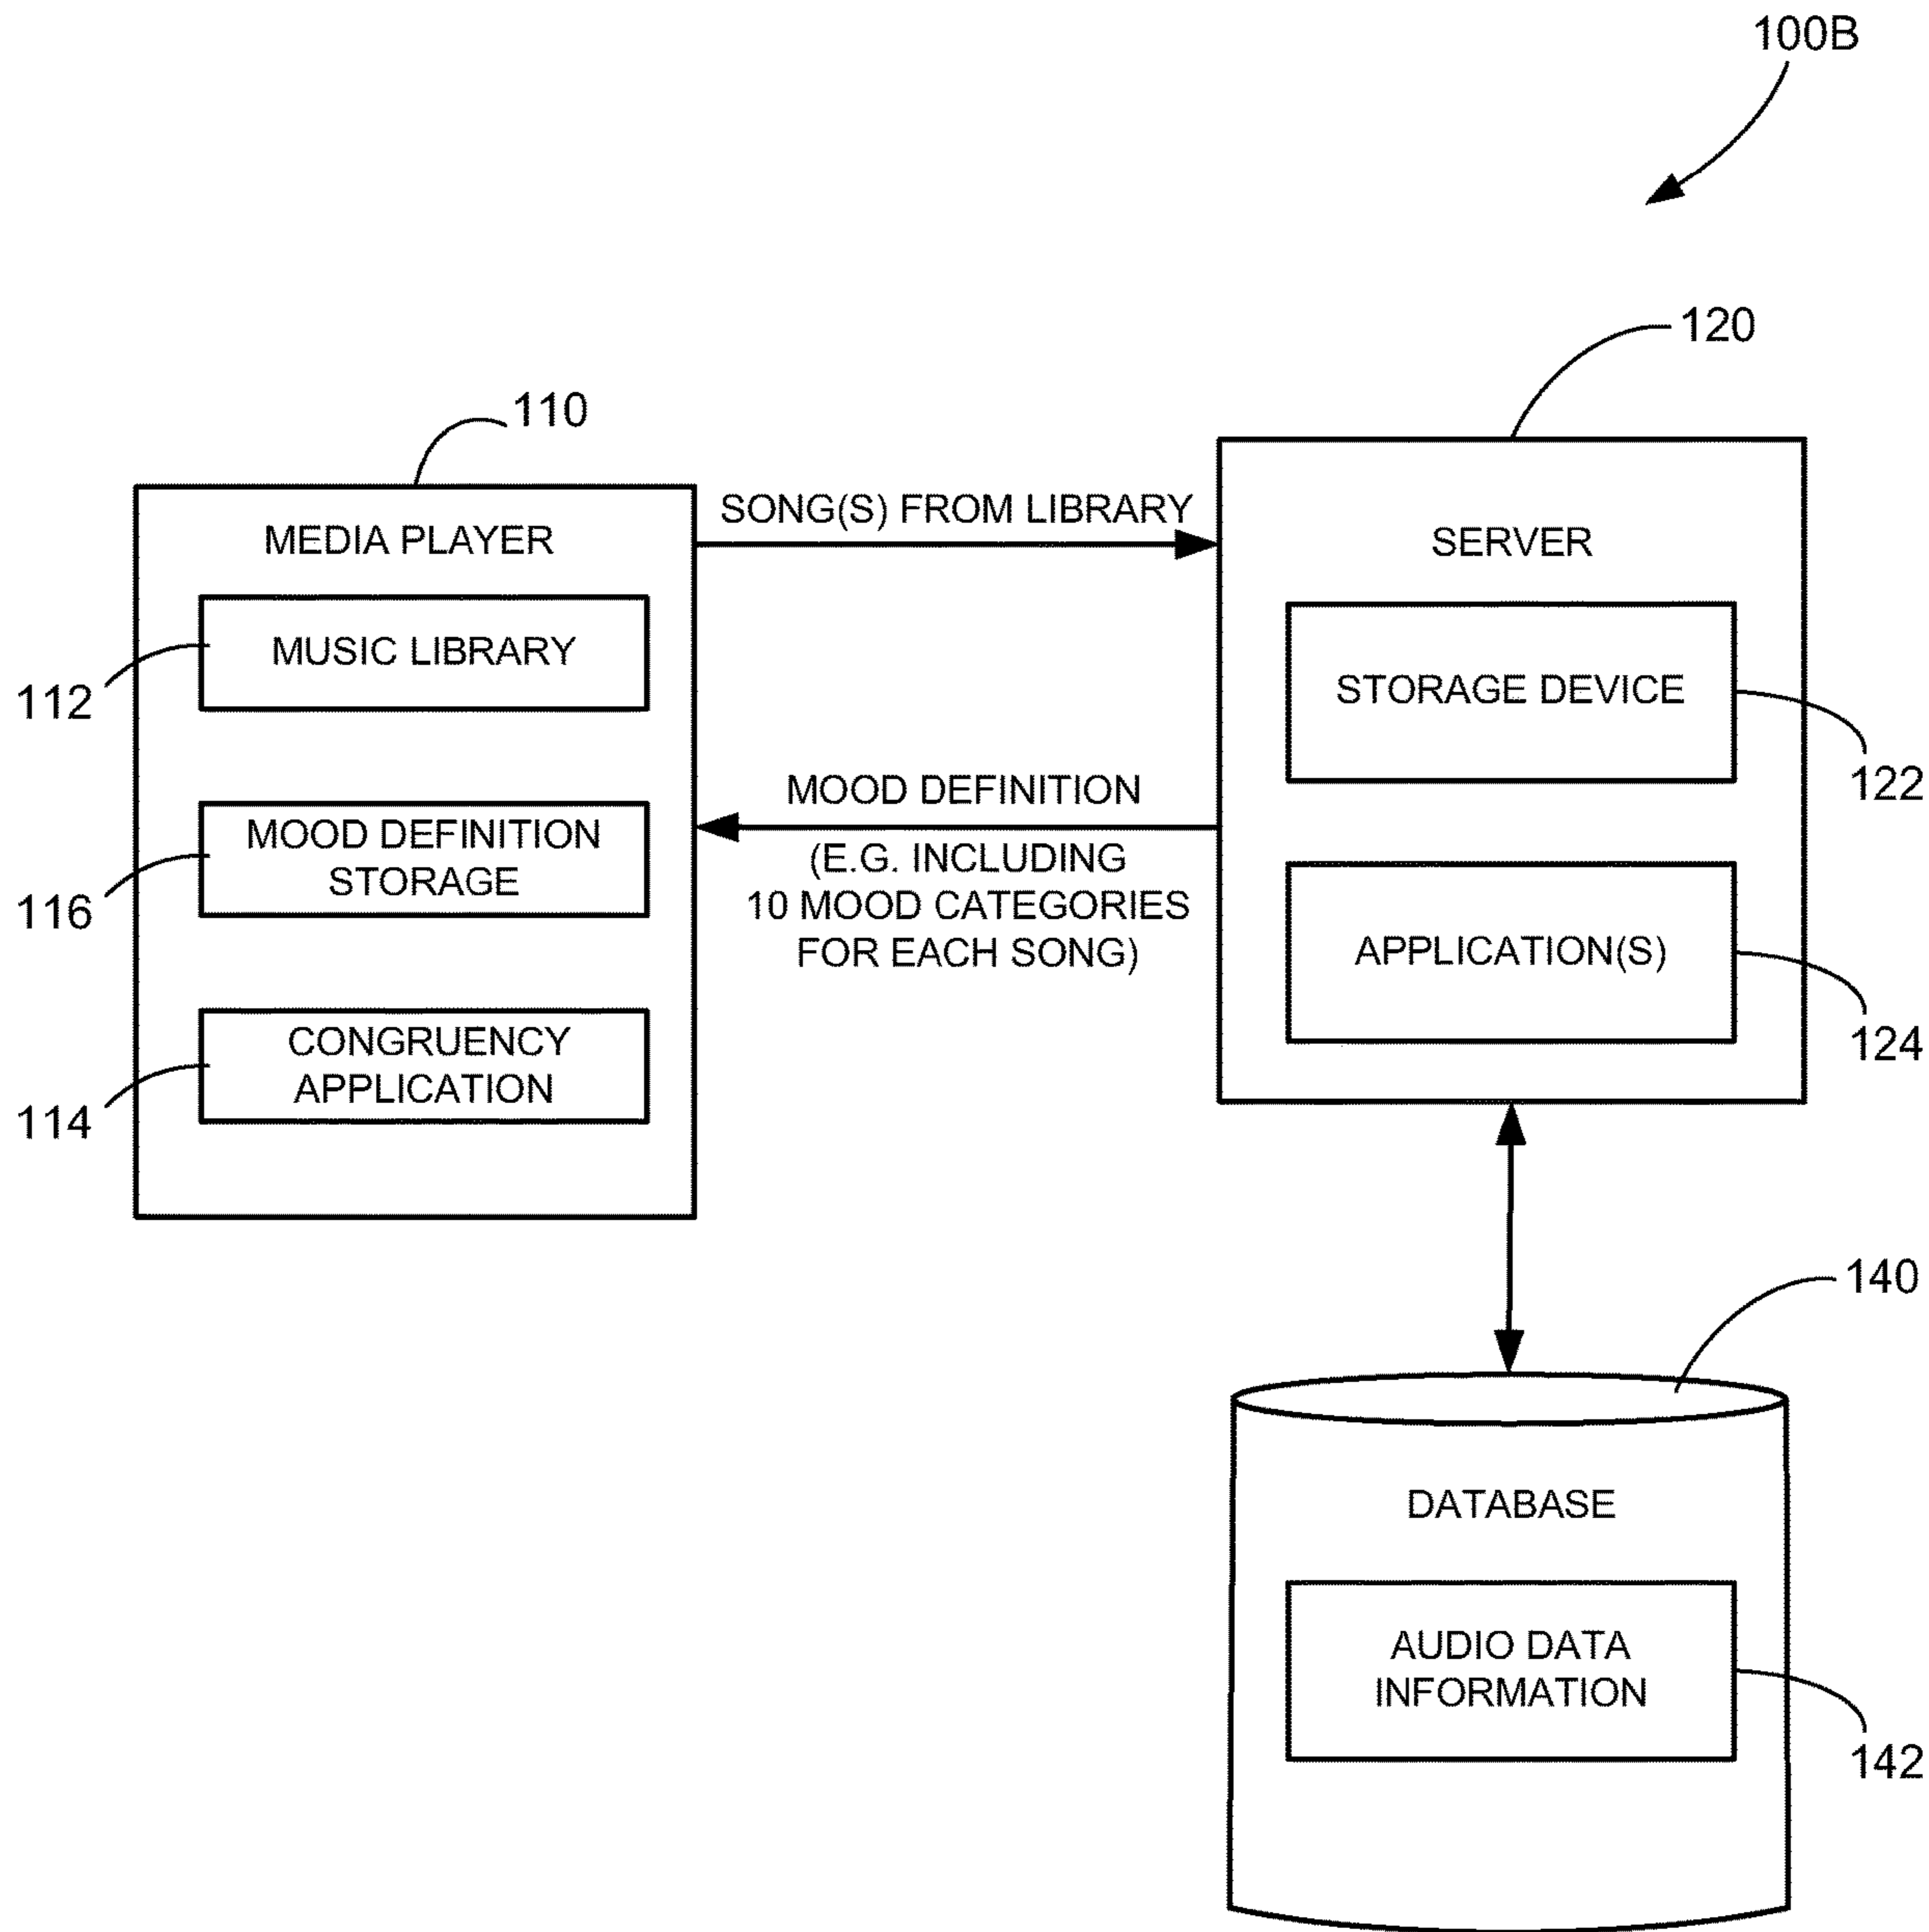 100B
120
110
SONG(S) FROM LIBRARY
MEDIA PLAYER
SERVER
MUSIC LIBRARY
112
STORAGE DEVICE
122
MOOD DEFINITION
(E.G. INCLUDING
10 MOOD CATEGORIES
FOR EACH SONG)
MOOD DEFINITION
STORAGE
116
APPLICATION(S)
124
CONGRUENCY
APPLICATION
114
140
DATABASE
AUDIO DATA
INFORMATION
142